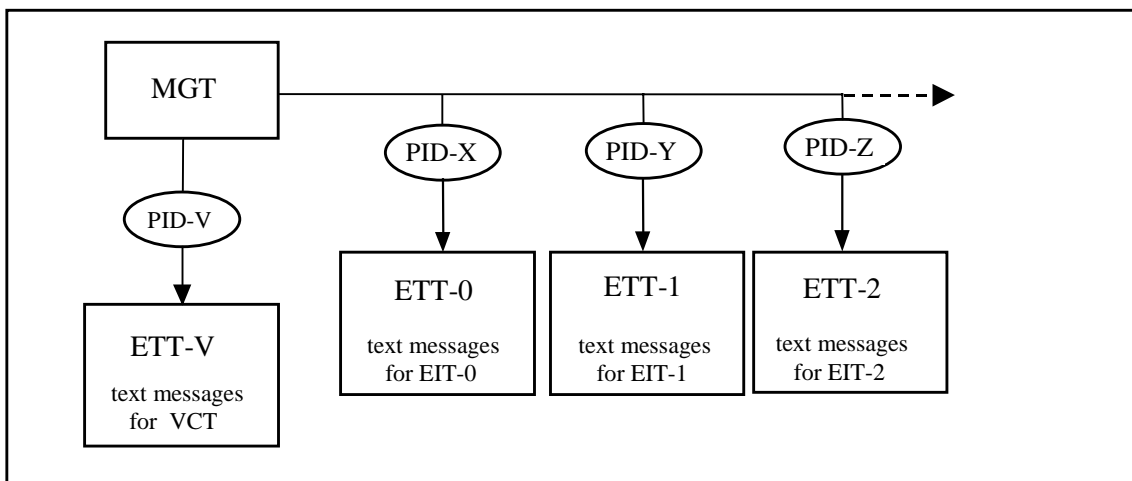 MGT
PID-X
PID-Y
PID-Z
PID-V
ETT-0
text messages
for EIT-0
ETT-1
text messages
for EIT-1
ETT-2
text messages
for EIT-2
ETT-V
text messages
for VCT